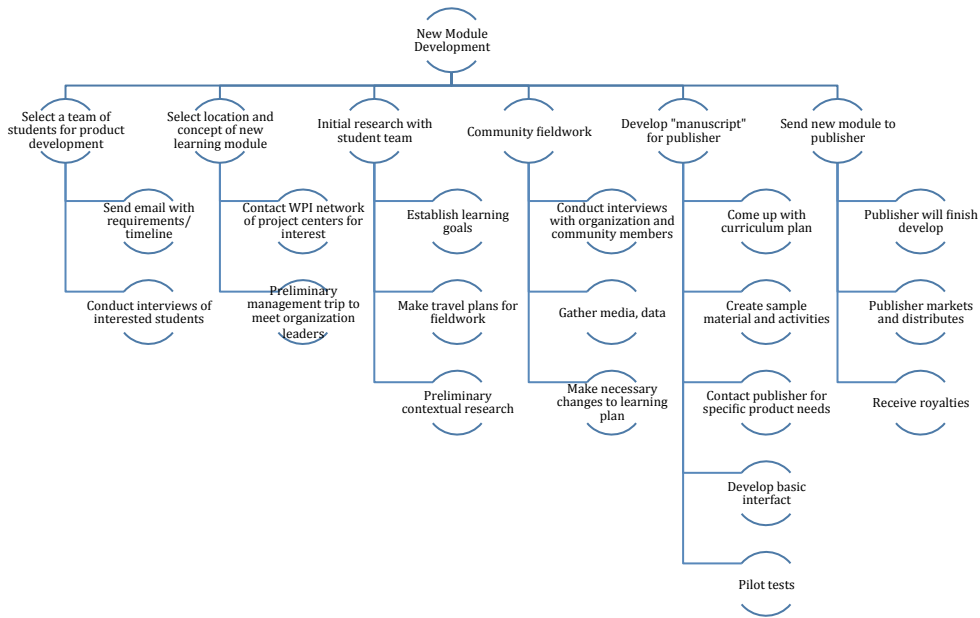 New Module
Development
Select a team of
students for product
development
Select location and
concept of new
learning module
Initial research with
student team
Community fieldwork
Develop "manuscript"
for publisher
Send new module to
publisher
Send email with
requirements/
timeline
Contact WPI network
of project centers for
interest
Establish learning
goals
Conduct interviews
with organization and
community members
Come up with
curriculum plan
Publisher will finish
develop
Conduct interviews of
interested students
Preliminary
management trip to
meet organization
leaders
Make travel plans for
fieldwork
Gather media, data
Create sample
material and activities
Publisher markets
and distributes
Preliminary
contextual research
Make necessary
changes to learning
plan
Contact publisher for
specific product needs
Receive royalties
Develop basic
interfact
Pilot tests